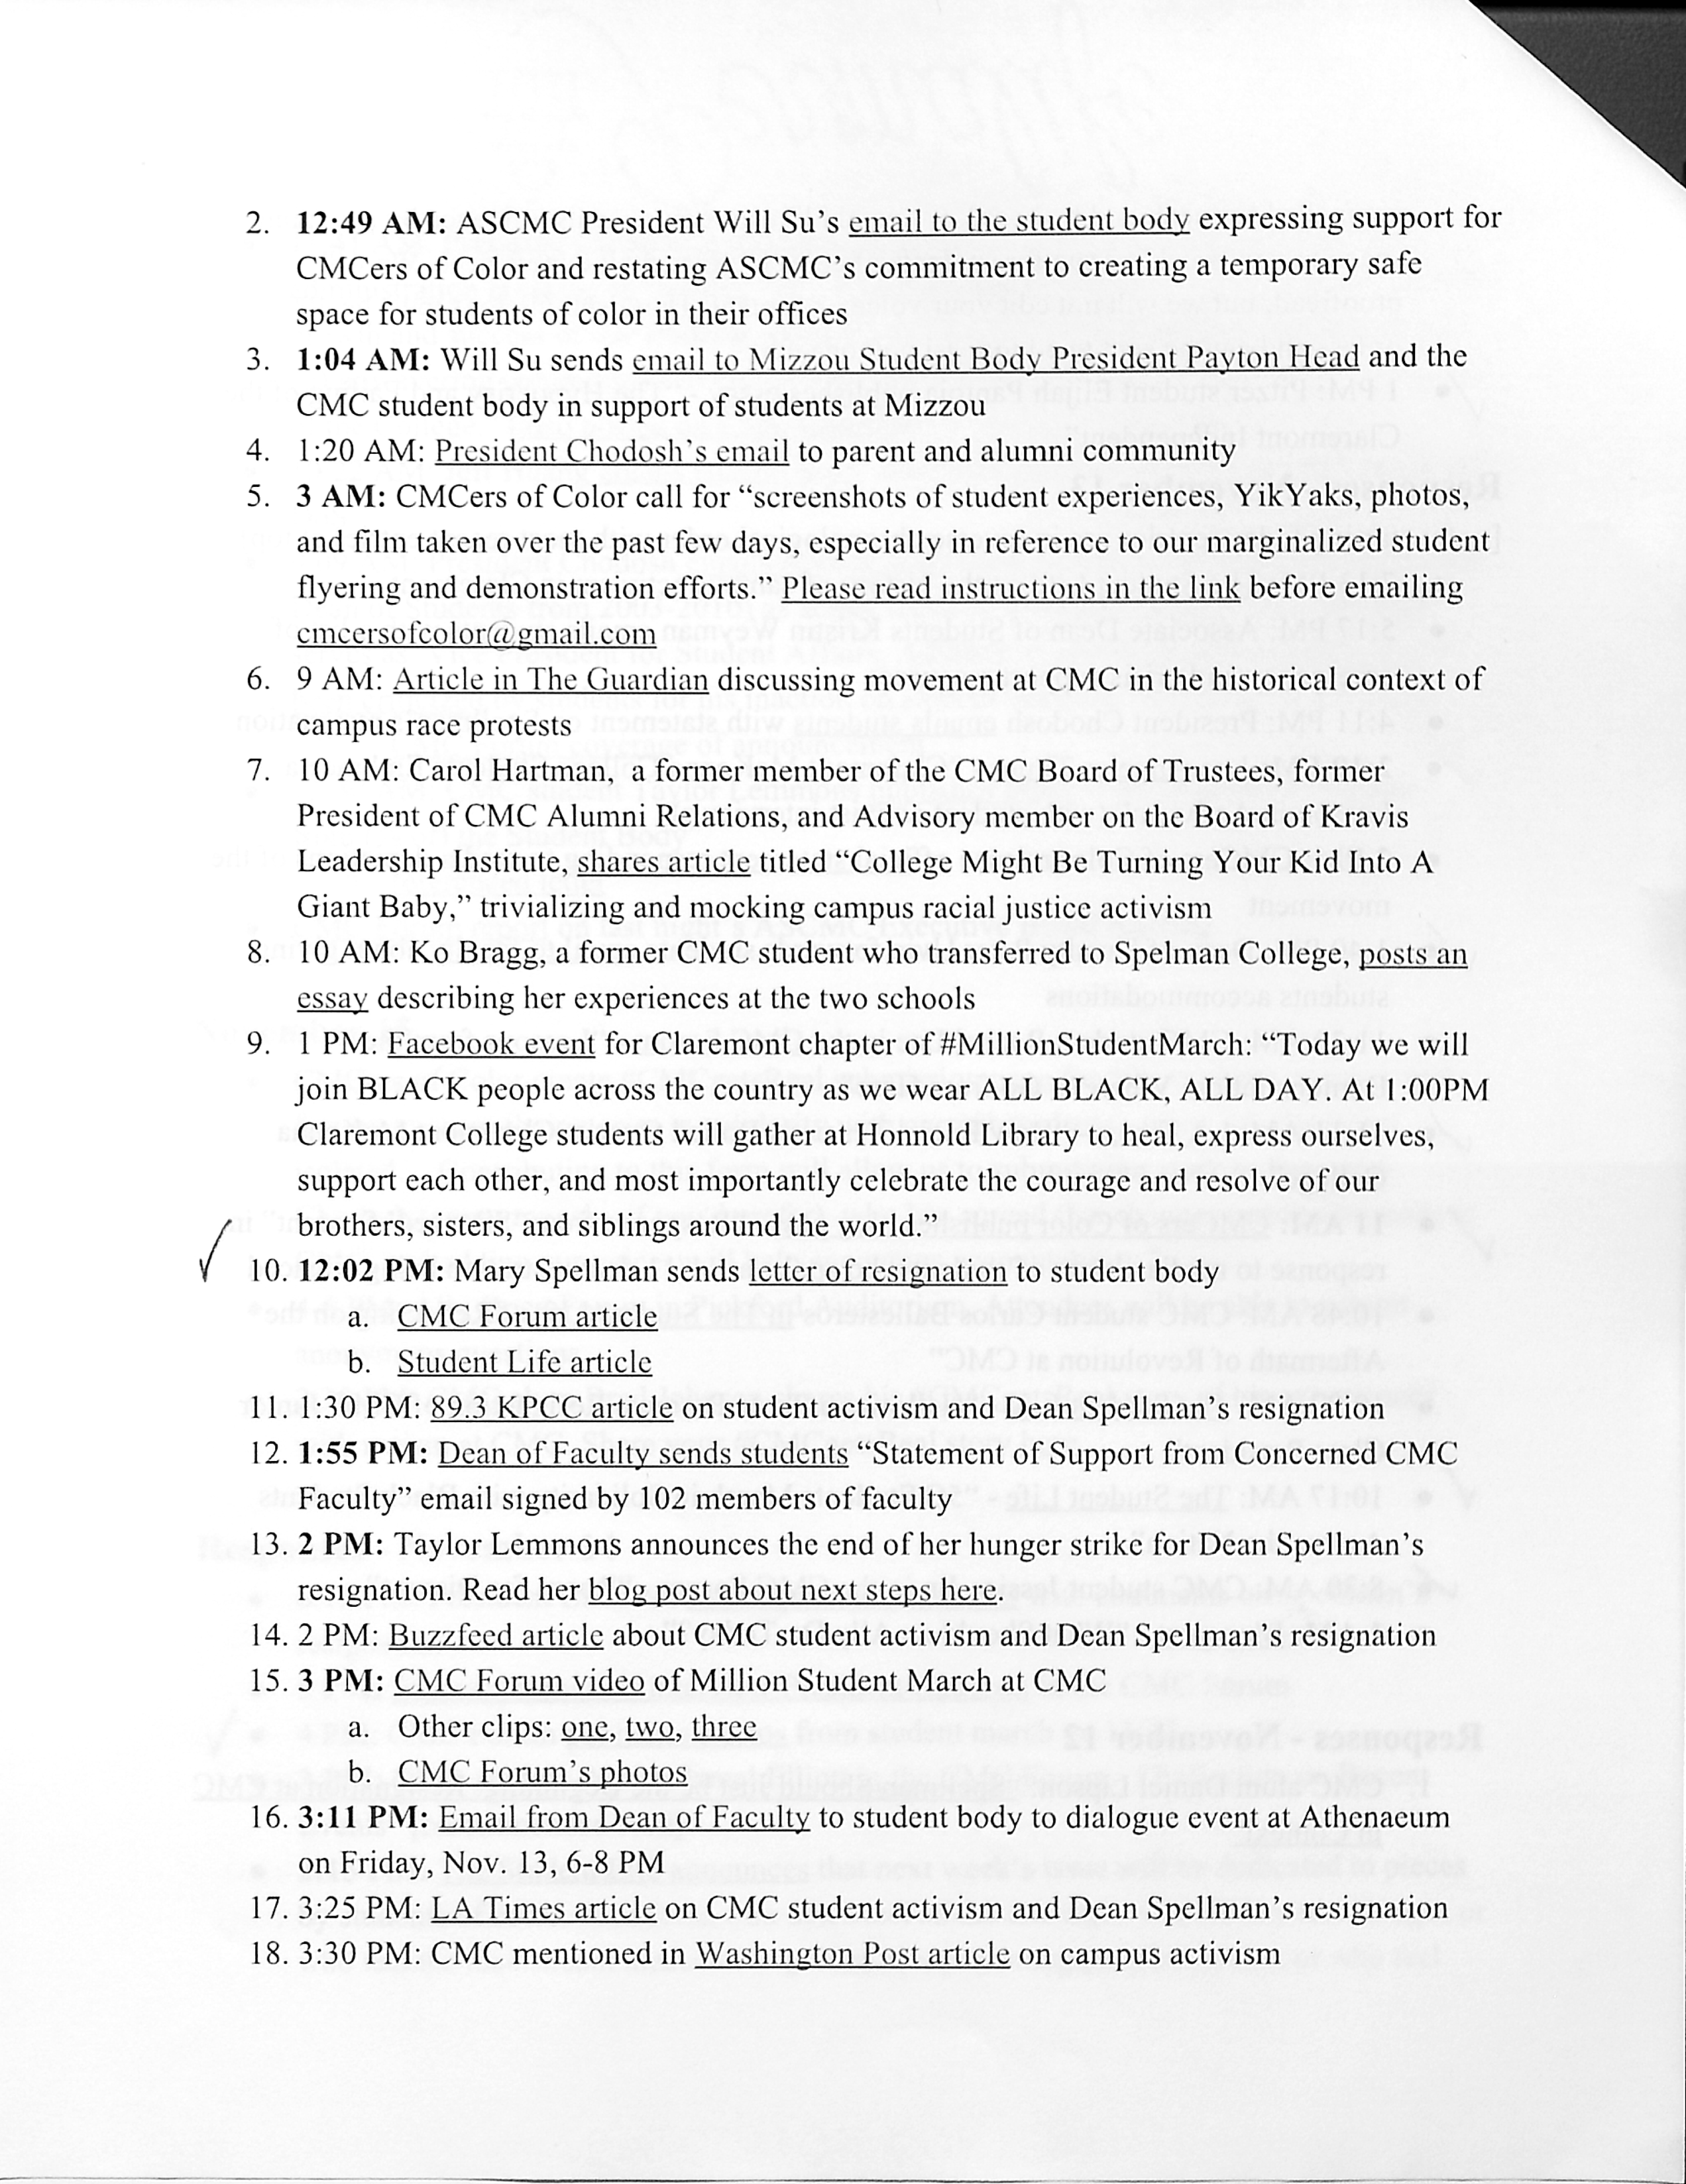 2. 12:49 AM: ASCMC President Will Su's email to the student body expressing support for
CMCers of Color and restating ASCMC's commitment to creating a temporary safe
space for students of color in their offices
3. 1:04 AM: Will Su sends email to Mizzou Student Body President Payton Head and the
CMC student body in support of students at Mizzou
4. 1:20 AM: President Chodosh's email to parent and alumni community
5. 3 AM: CMCers of Color call for “screenshots of student experiences, YikYaks, photos,
and film taken over the past few days, especially in reference to our marginalized student
flyering and demonstration efforts.” Please read instructions in the link before emailing
cmcersofcolor@gmail.com
6. 9 AM: Article in The Guardian discussing movement at CMC in the historical context of
campus race protests
7. 10 AM: Carol Hartman, a former member of the CMC Board of Trustees, former
President of CMC Alumni Relations, and Advisory member on the Board of Kravis
Leadership Institute, shares article titled “College Might Be Turning Your Kid Into A
Giant Baby,” trivializing and mocking campus racial justice activism
8. 10 AM: Ko Bragg, a former CMC student who transferred to Spelman College, posts an
essay describing her experiences at the two schools
9. 1 PM: Facebook event for Claremont chapter of #MillionStudentMarch: “Today we will
join BLACK people across the country as we wear ALL BLACK, ALL DAY. At 1:00PM
Claremont College students will gather at Honnold Library to heal, express ourselves,
support each other, and most importantly celebrate the courage and resolve of our
brothers, sisters, and siblings around the world.”
10. 12:02 PM: Mary Spellman sends letter of resignation to student body
a. CMC Forum article
b. Student Life article
11. 1:30 PM: 89.3 KPCC article on student activism and Dean Spellman's resignation
12. 1:55 PM: Dean of Faculty sends students “Statement of Support from Concerned CMC
Faculty” email signed by 102 members of faculty
13. 2 PM: Taylor Lemmons announces the end of her hunger strike for Dean Spellman's
resignation. Read her blog post about next steps here.
14. 2 PM: Buzzfeed article about CMC student activism and Dean Spellman's resignation
15. 3 PM: CMC Forum video of Million Student March at CMC
a. Other clips: one, two, three
b. CMC Forum's photos
16. 3:11 PM: Email from Dean of Faculty to student body to dialogue event at Athenaeum
on Friday, Nov. 13, 6-8 PM
17. 3:25 PM: LA Times article on CMC student activism and Dean Spellman's resignation
18. 3:30 PM: CMC mentioned in Washington Post article on campus activism